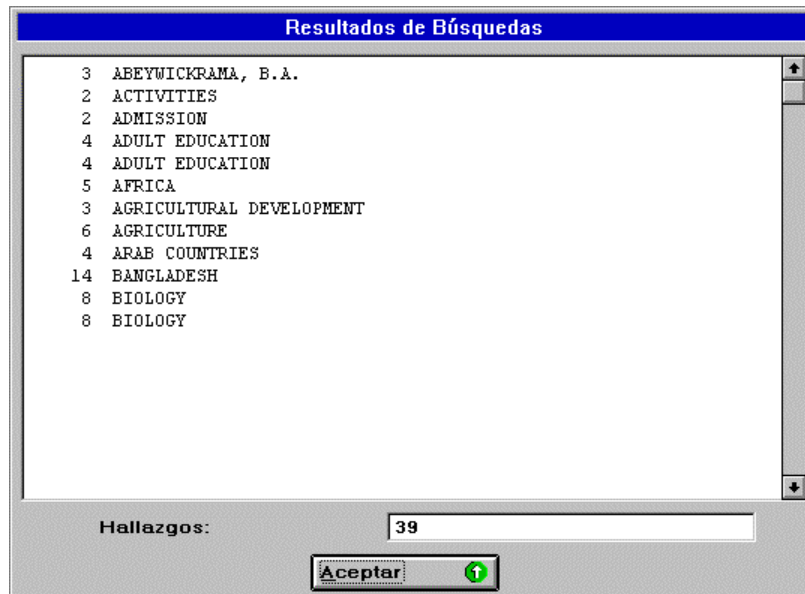 Resultados de Búsquedas
3 ABEYWICKRAMA, B.A.
2 ACTIVITIES
2 ADMISSION
4 ADULT EDUCATION
4 ADULT EDUCATION
5 AFRICA
3 AGRICULTURAL DEVELOPMENT
6 AGRICULTURE
4 ARAB COUNTRIES
14 BANGLADESH
8 BIOLOGY
8 BIOLOGY
Hallazgos: 39
Aceptar